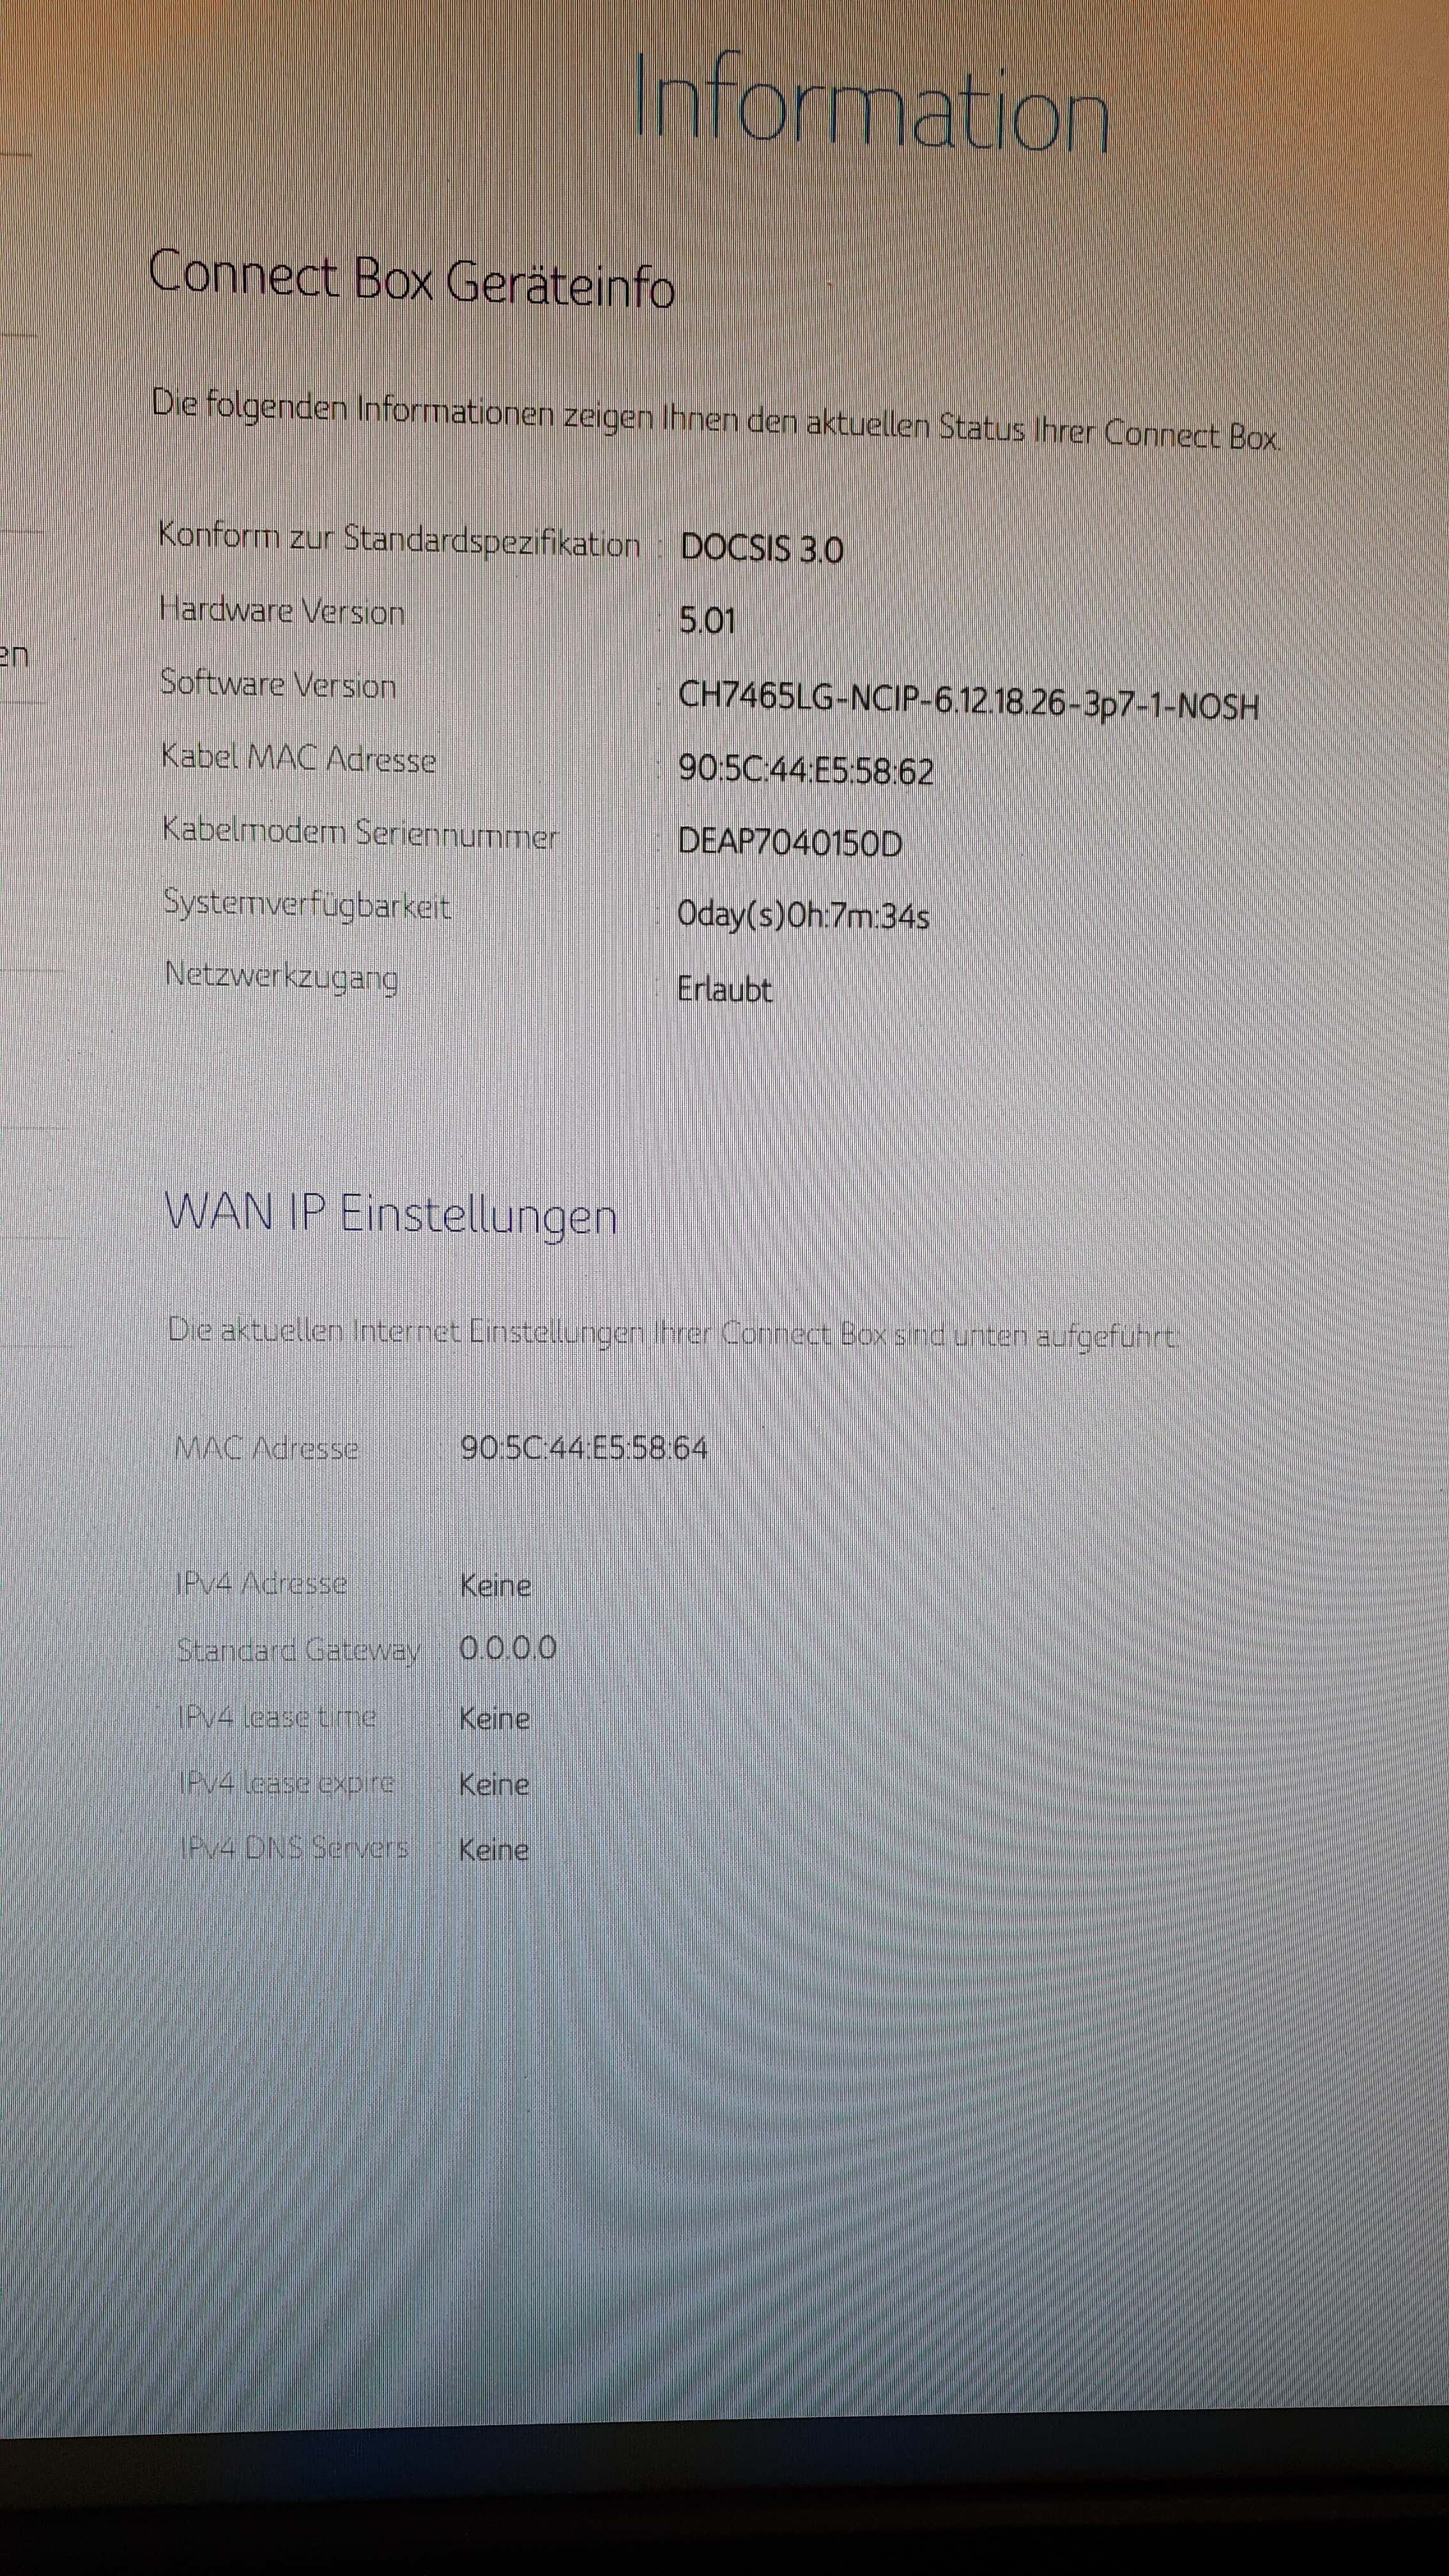 Information
Connect Box Geräteinfo
Die folgenden Informationen zeigen Ihnen den aktuellen Status Ihrer Connect Box.
Konform zur Standardspezifikation : DOCSIS 3.0
Hardware Version : 5.01
en
Software Version : CH7465LG-NCIP-6.12.18.26-3p7-1-NOSH
Kabel MAC Adresse : 90:5C:44:E5:58:62
Kabelmodem Seriennummer : DEAP7040150D
Systemverfügbarkeit : 0day(s)0h:7m:34s
Netzwerkzugang : Erlaubt
WAN IP Einstellungen
Die aktuellen Internet Einstellungen Ihrer Connect Box sind unten aufgeführt:
MAC Adresse : 90:5C:44:E5:58:64
IPv4 Adresse : Keine
Standard Gateway : 0.0.0.0
IPv4 lease time : Keine
IPv4 lease expire : Keine
IPv4 DNS Servers : Keine